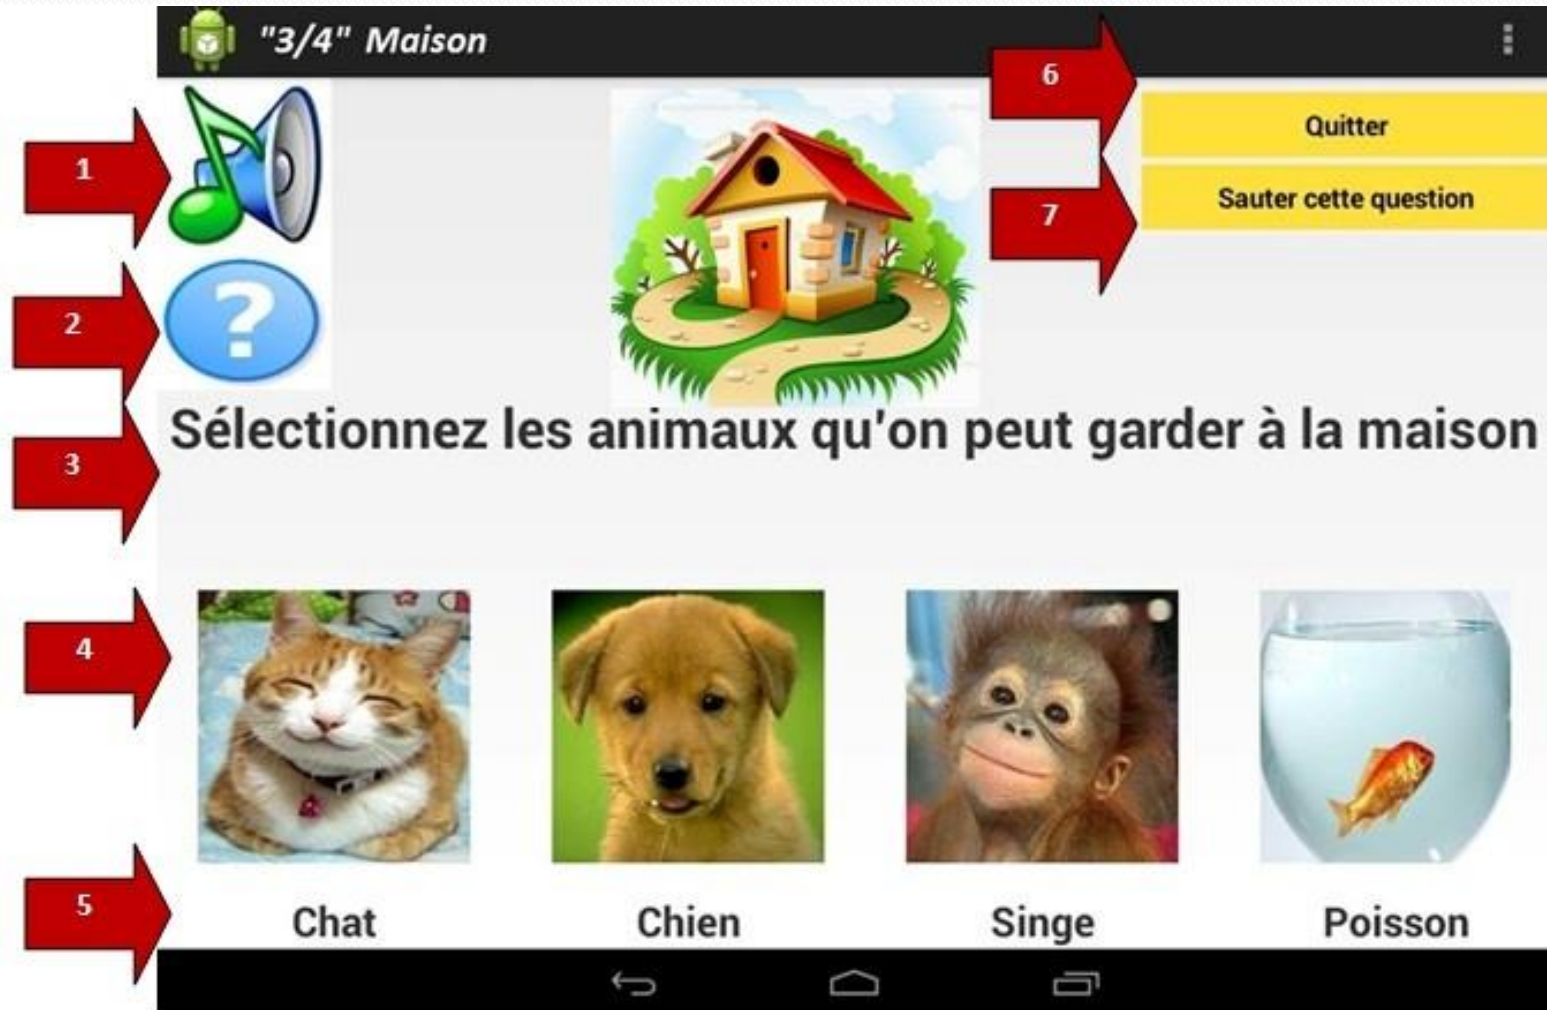 "3/4" Maison
6
Quitter
1
Sauter cette question
7
?
2
Sélectionnez les animaux qu'on peut garder à la maison
3
4
5
Chat
Chien
Singe
Poisson